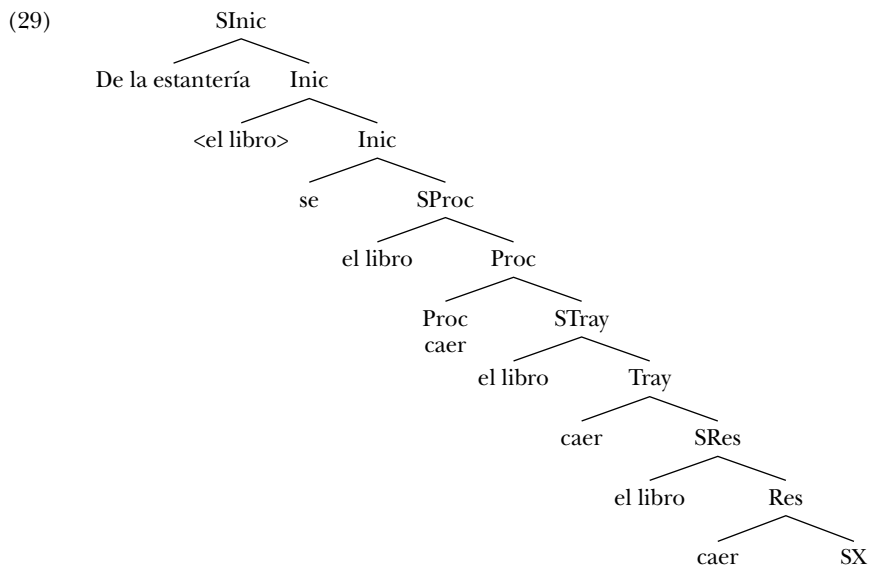 (29) SInic
De la estantería Inic
<el libro> Inic
se SProc
el libro Proc
Proc STray
caer
el libro Tray
caer SRes
el libro Res
caer SX